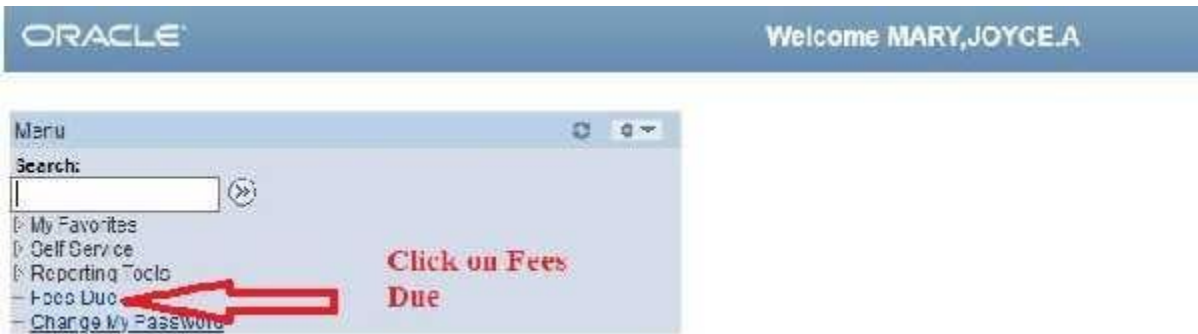 ORACLE
Welcome MARY,JOYCE.A
Menu
Search:
My Favorites
Self Service
Reporting Tools
Fees Due
Change My Password
Click on Fees
Due